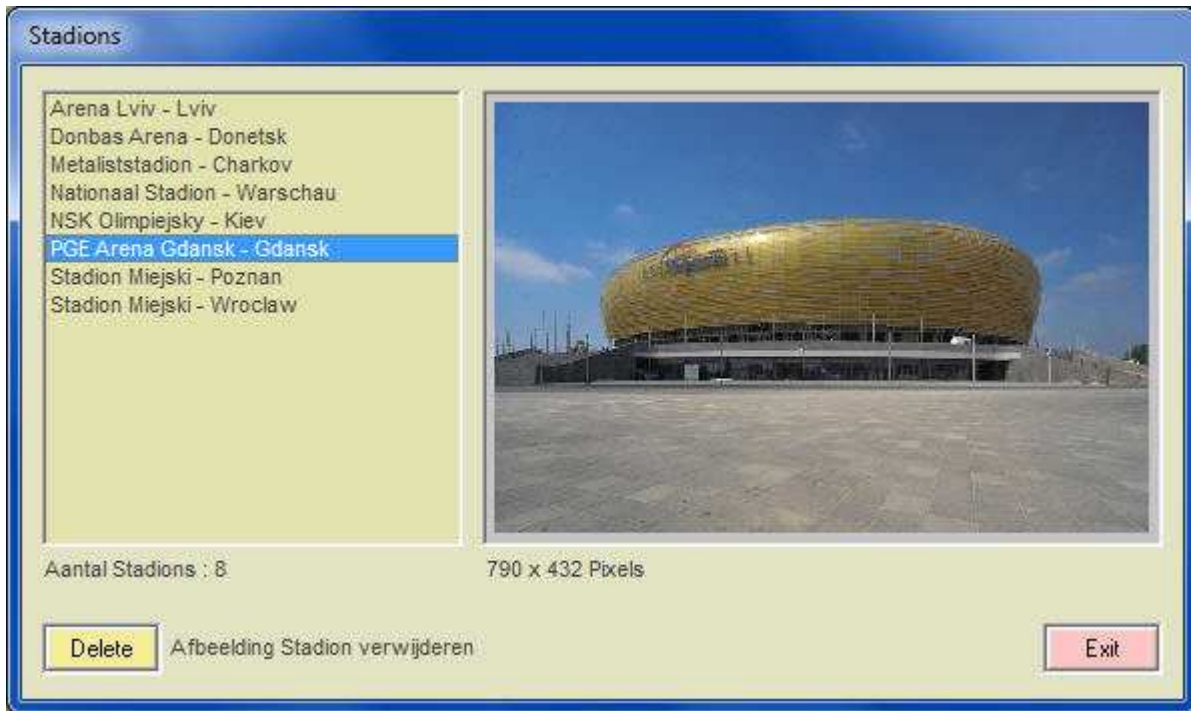 Stadions
Arena Lviv - Lviv
Donbas Arena - Donetsk
Metaliststadion - Charkov
Nationaal Stadion - Warschau
NSK Olimpiejsky - Kiev
PGE Arena Gdansk - Gdansk
Stadion Miejski - Poznan
Stadion Miejski - Wroclaw
Aantal Stadions : 8
790 x 432 Pixels
Delete
Afbeelding Stadion verwijderen
Exit